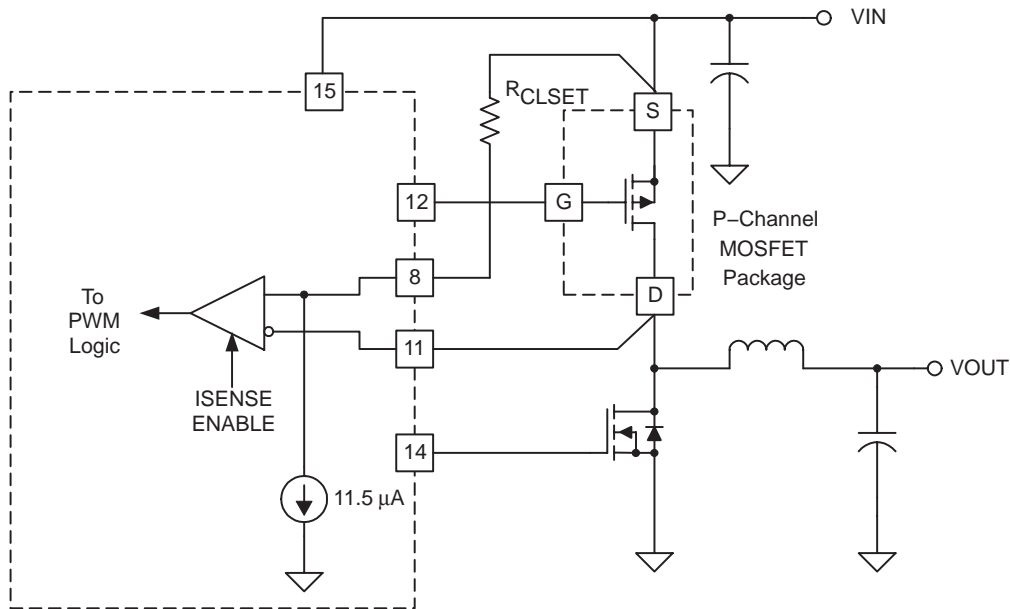 VIN
15
RCLSET
S
12
G
P−Channel
MOSFET
Package
8
D
To
PWM
Logic
11
ISENSE
ENABLE
VOUT
14
11.5 μA